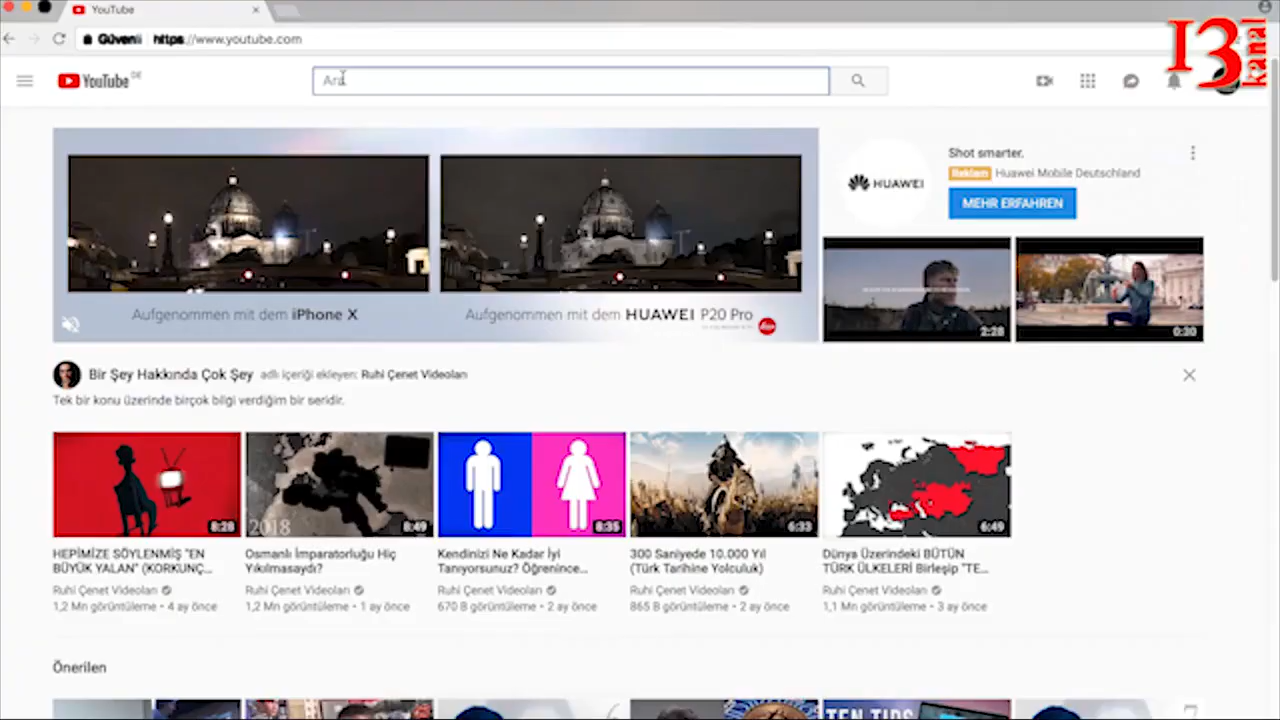 YouTube
Güvenli https://www.youtube.com
13 kanal
YouTube DE
Ara
Shot smarter.
Reklam Huawei Mobile Deutschland
HUAWEI
MEHR ERFAHREN
Aufgenommen mit dem iPhone X
Aufgenommen mit dem HUAWEI P20 Pro
2:28
0:30
Bir Şey Hakkında Çok Şey adlı içeriği ekleyen: Ruhi Çenet Videoları
Tek bir konu üzerinde birçok bilgi verdiğim bir seridir.
8:28
2018
8:49
8:35
6:33
6:49
HEPİMİZE SÖYLENMİŞ "EN
BÜYÜK YALAN" (KORKUNÇ...
Ruhi Çenet Videoları
1,2 Mn görüntüleme • 4 ay önce
Osmanlı İmparatorluğu Hiç
Yıkılmasaydı?
Ruhi Çenet Videoları
1,2 Mn görüntüleme • 1 ay önce
Kendinizi Ne Kadar İyi
Tanıyorsunuz? Öğrenince...
Ruhi Çenet Videoları
670 B görüntüleme • 2 ay önce
300 Saniyede 10.000 Yıl
(Türk Tarihine Yolculuk)
Ruhi Çenet Videoları
865 B görüntüleme • 2 ay önce
Dünya Üzerindeki BÜTÜN
TÜRK ÜLKELERİ Birleşip "TE...
Ruhi Çenet Videoları
1,1 Mn görüntüleme • 3 ay önce
Önerilen
TEN TIPS